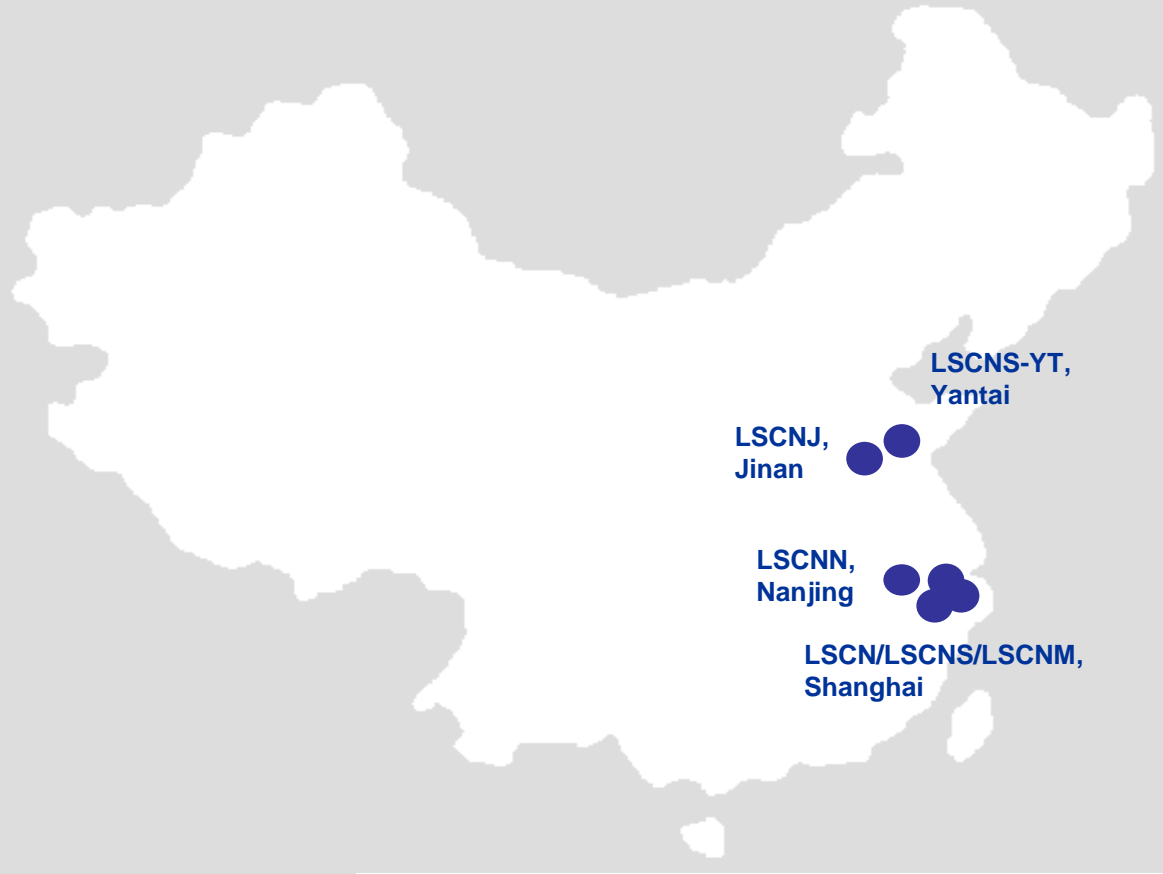 LSCNS-YT,
Yantai
LSCNJ,
Jinan
LSCNN,
Nanjing
LSCN/LSCNS/LSCNM,
Shanghai